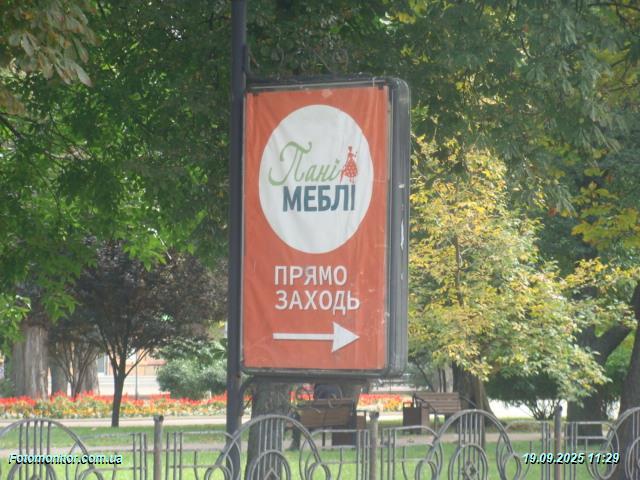 Пані
МЕБЛІ
ПРЯМО
ЗАХОДЬ
Fotomonitor.com.ua
19.09.2025 11:29